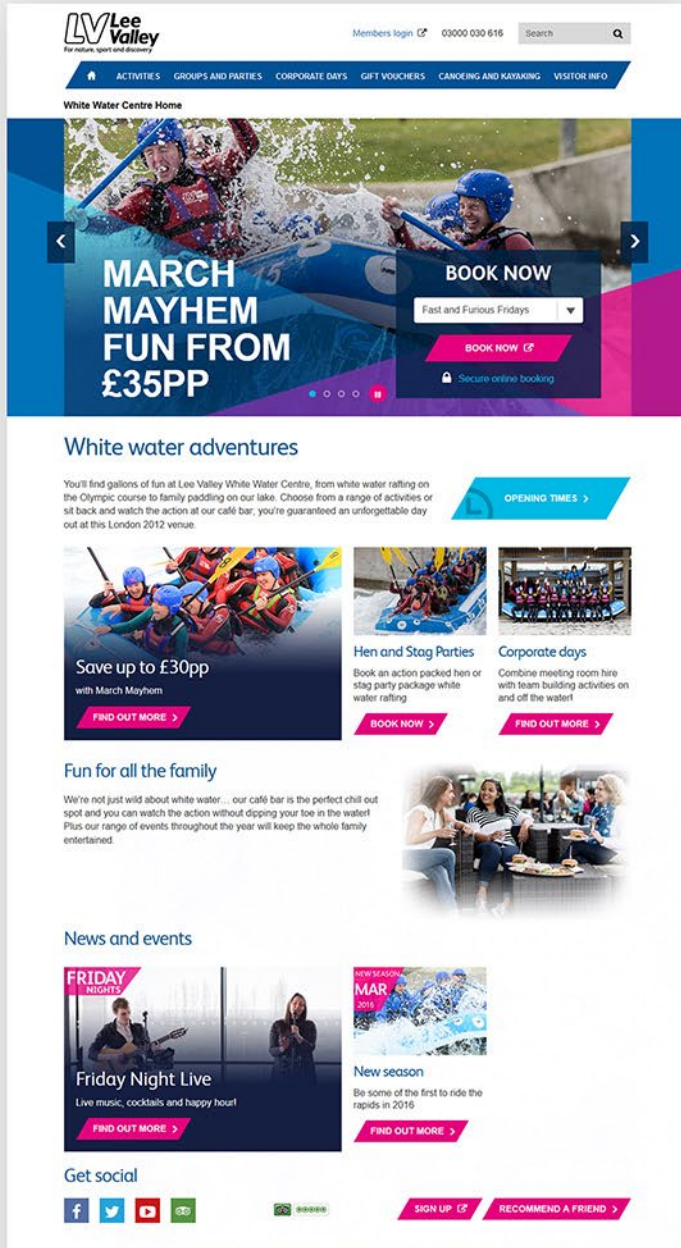 LV Lee
Valley
For nature, sport and discovery
Members login
03000 030 616
Search
ACTIVITIES
GROUPS AND PARTIES
CORPORATE DAYS
GIFT VOUCHERS
CANOEING AND KAYAKING
VISITOR INFO
White Water Centre Home
MARCH
MAYHEM
FUN FROM
£35PP
BOOK NOW
Fast and Furious Fridays
BOOK NOW
Secure online booking
White water adventures
You'll find gallons of fun at Lee Valley White Water Centre, from white water rafting on
the Olympic course to family paddling on our lake. Choose from a range of activities or
sit back and watch the action at our café bar, you're guaranteed an unforgettable day
out at this London 2012 venue.
OPENING TIMES
Save up to £30pp
with March Mayhem
FIND OUT MORE
Hen and Stag Parties
Book an action packed hen or
stag party package white
water rafting
BOOK NOW
Corporate days
Combine meeting room hire
with team building activities on
and off the water!
FIND OUT MORE
Fun for all the family
We're not just wild about white water… our café bar is the perfect chill out
spot and you can watch the action without dipping your toe in the water!
Plus our range of events throughout the year will keep the whole family
entertained.
News and events
FRIDAY
NIGHTS
Friday Night Live
Live music, cocktails and happy hour!
FIND OUT MORE
NEW SEASON
MAR
2016
New season
Be some of the first to ride the
rapids in 2016
FIND OUT MORE
Get social
SIGN UP
RECOMMEND A FRIEND